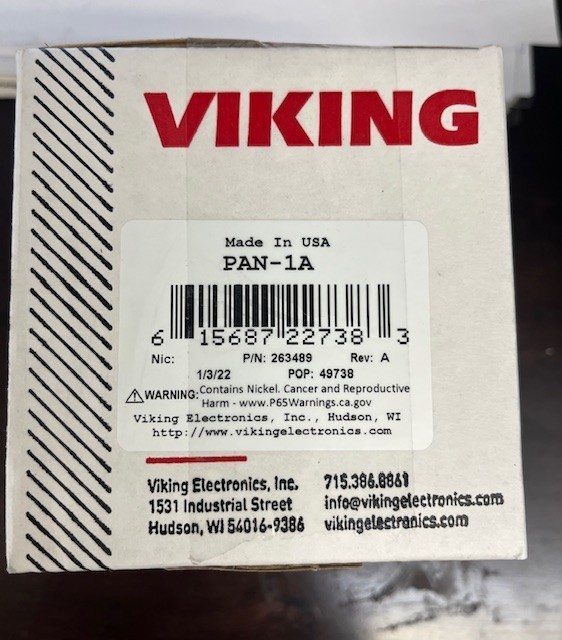 VIKING
Made In USA
PAN-1A
6 15687 22738 3
Nic: P/N: 263489 Rev: A
1/3/22 POP: 49738
WARNING: Contains Nickel. Cancer and Reproductive
Harm - www.P65Warnings.ca.gov
Viking Electronics, Inc., Hudson, WI
http://www.vikingelectronics.com
Viking Electronics, Inc. 715.386.8861
1531 Industrial Street info@vikingelectronics.com
Hudson, WI 54016-9386 vikingelectronics.com